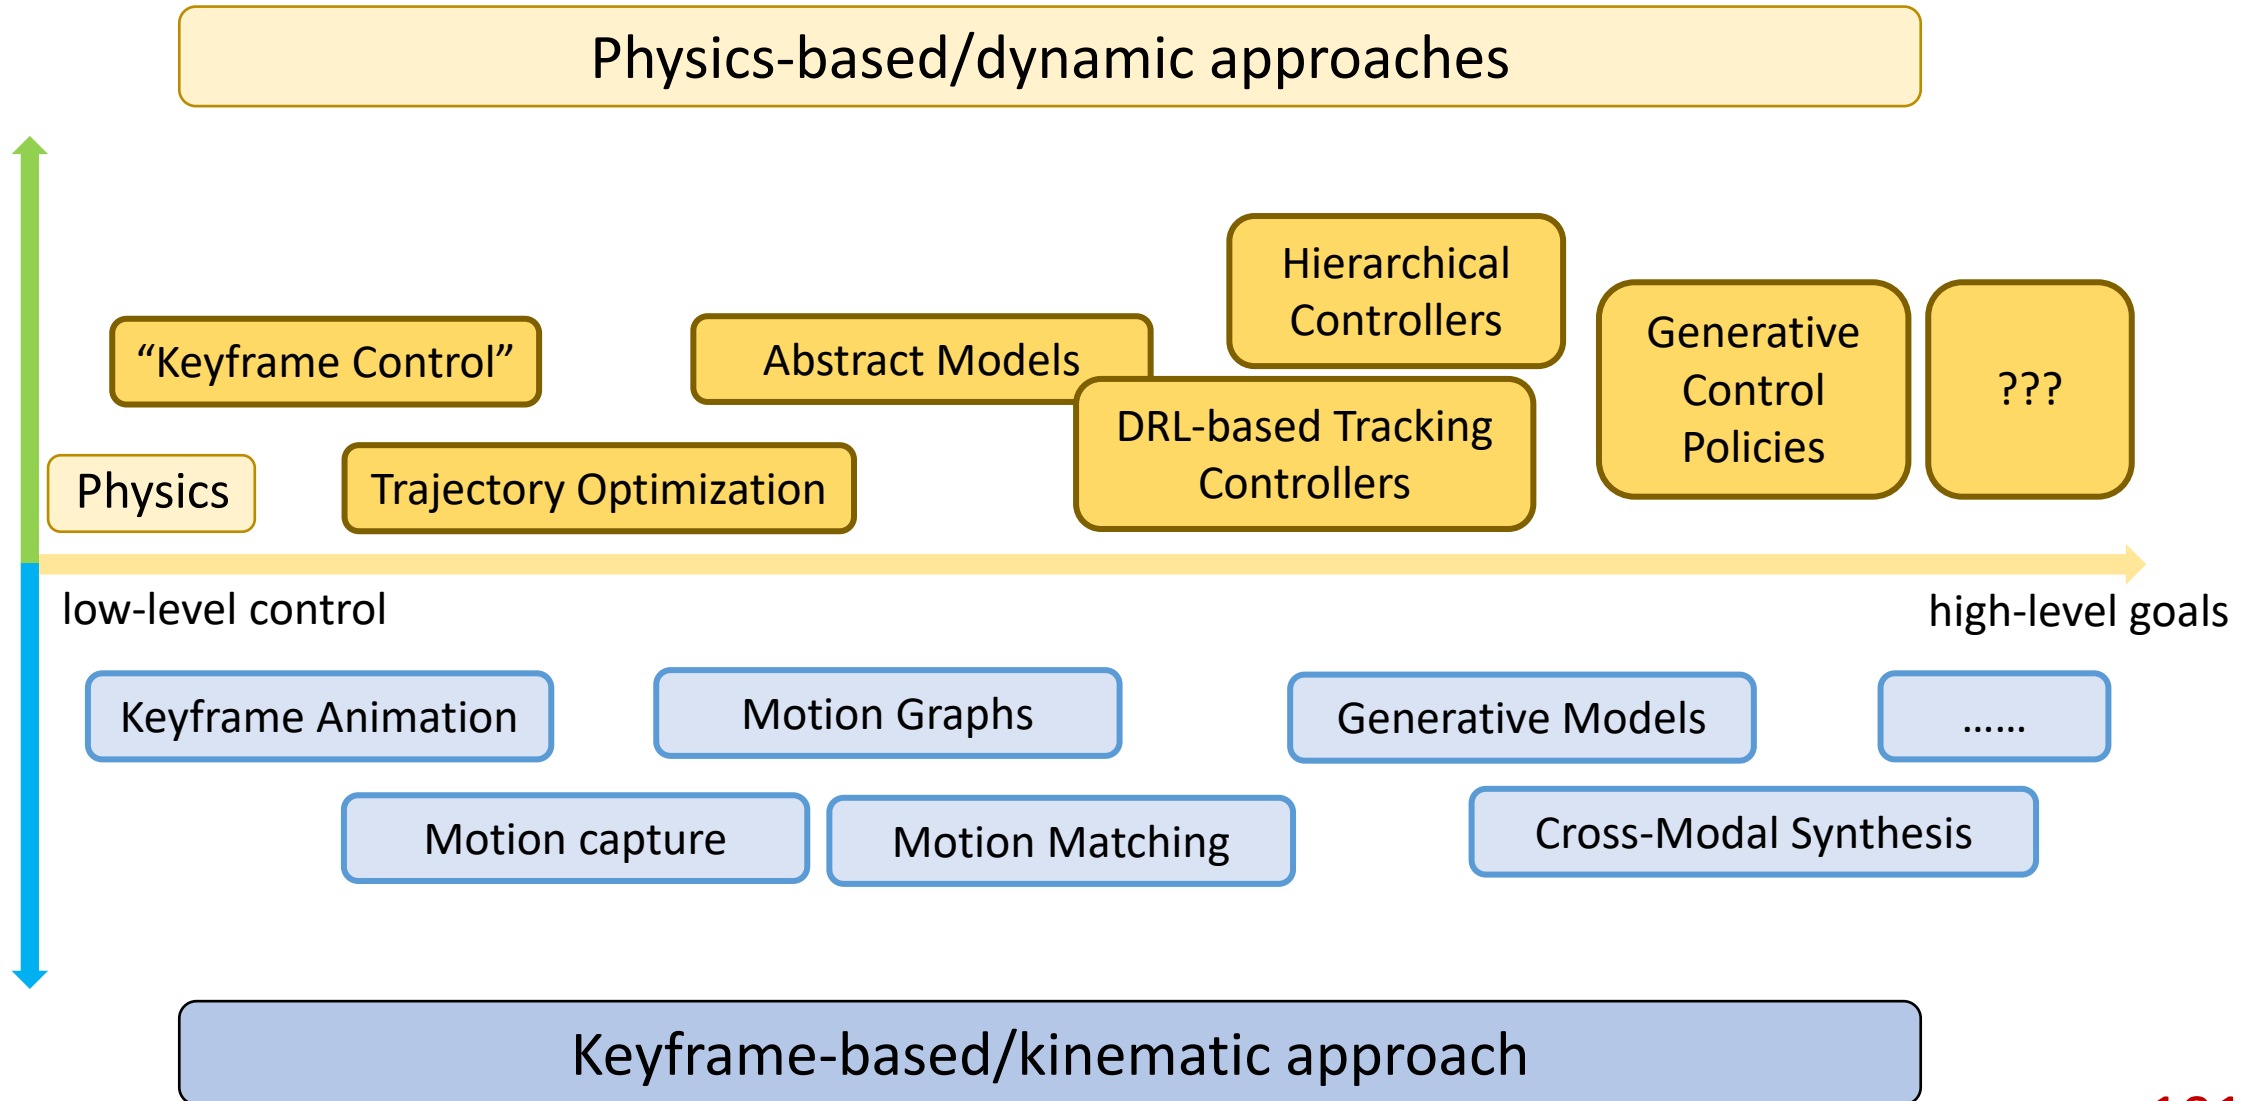 Physics-based/dynamic approaches
Hierarchical
Controllers
“Keyframe Control”
Abstract Models
Generative
Control
Policies
???
DRL-based Tracking
Controllers
Physics
Trajectory Optimization
low-level control
high-level goals
Keyframe Animation
Motion Graphs
Generative Models
......
Motion capture
Motion Matching
Cross-Modal Synthesis
Keyframe-based/kinematic approach